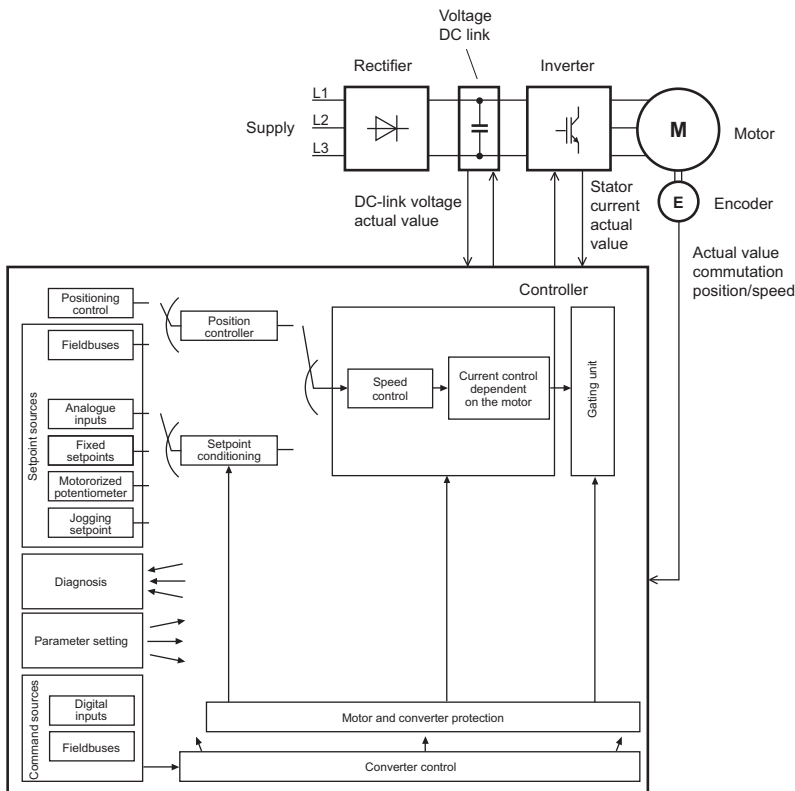 Voltage
DC link
Rectifier
Inverter
L1
L2
L3
Supply
M
Motor
DC-link voltage
actual value
Stator
current
actual
value
E
Encoder
Actual value
commutation
position/speed
Controller
Positioning
control
Position
controller
Setpoint sources
Fieldbuses
Analogue
inputs
Fixed
setpoints
Motororized
potentiometer
Jogging
setpoint
Setpoint
conditioning
Speed
control
Current control
dependent
on the motor
Gating unit
Diagnosis
Parameter setting
Command sources
Digital
inputs
Fieldbuses
Motor and converter protection
Converter control